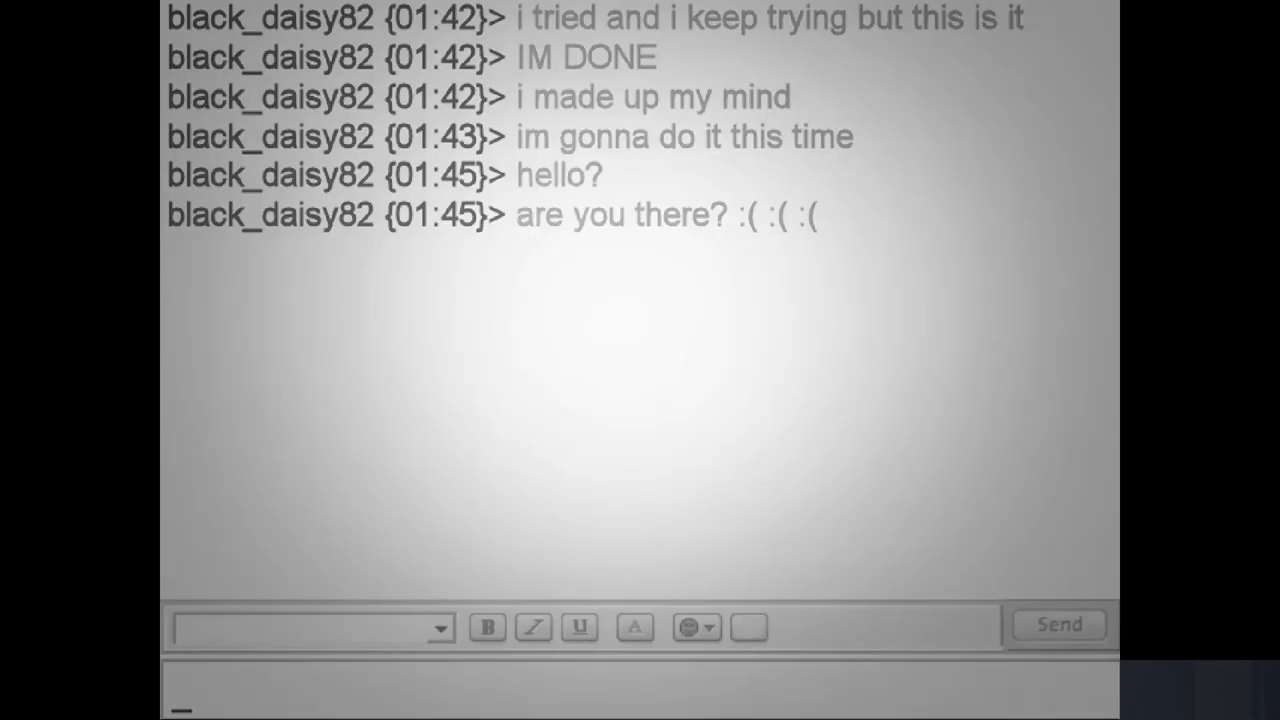 black_daisy82 {01:42}> i tried and i keep trying but this is it
black_daisy82 {01:42}> IM DONE
black_daisy82 {01:42}> i made up my mind
black_daisy82 {01:43}> im gonna do it this time
black_daisy82 {01:45}> hello?
black_daisy82 {01:45}> are you there? :( :( :(
B I U A Send